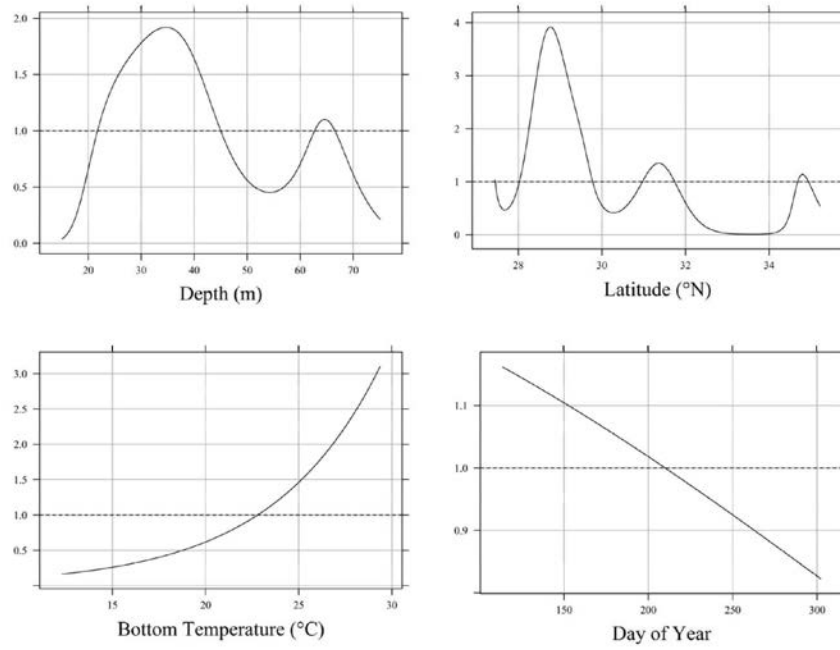 2.0
1.5
1.0
0.5
0.0
20 30 40 50 60 70
Depth (m)
4
3
2
1
0
28 30 32 34
Latitude (°N)
3.0
2.5
2.0
1.5
1.0
0.5
15 20 25 30
Bottom Temperature (°C)
1.1
1.0
0.9
150 200 250 300
Day of Year